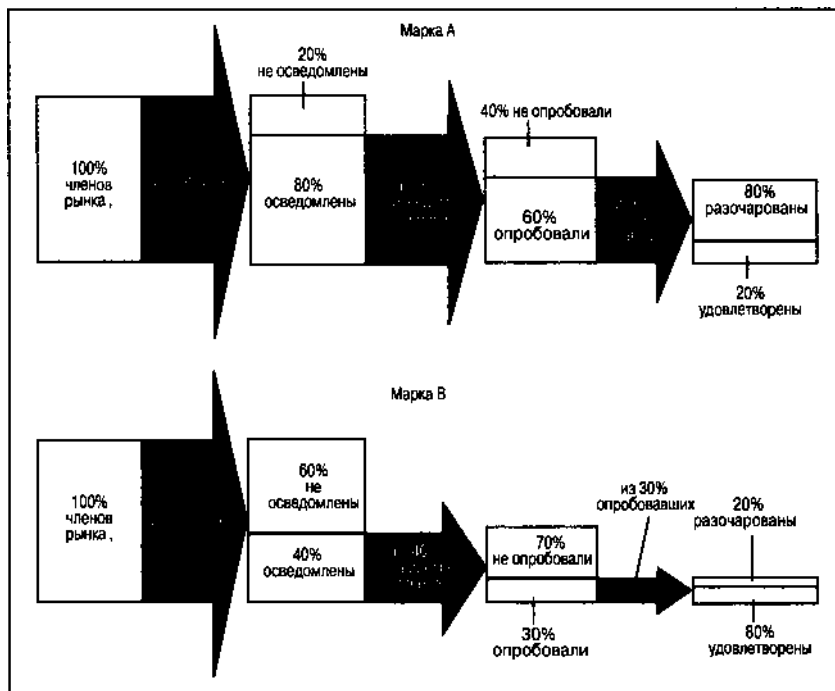 Марка А
20%
не осведомлены
40% не опробовали
100%
членов
рынка,
80%
осведомлены
60%
опробовали
80%
разочарованы
20%
удовлетворены
Марка В
60%
не
осведомлены
из 30%
опробовавших
20%
разочарованы
100%
членов
рынка,
40%
осведомлены
70%
не опробовали
30%
опробовали
80%
удовлетворены